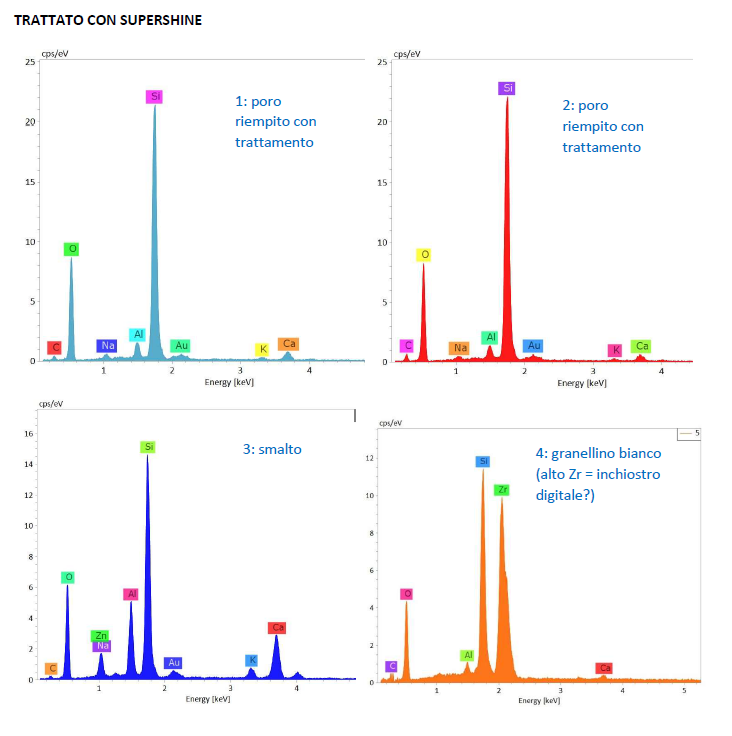 TRATTATO CON SUPERSHINE
cps/eV
25
20
15
10
5
0
C
O
Na
Al
Si
Au
K
Ca
1
2
3
4
Energy [keV]
1: poro
riempito con
trattamento
cps/eV
25
20
15
10
5
0
C
O
Na
Al
Si
Au
K
Ca
1
2
3
4
Energy [keV]
2: poro
riempito con
trattamento
cps/eV
16
14
12
10
8
6
4
2
0
C
O
Zn
Na
Al
Si
Au
K
Ca
1
2
3
4
Energy [keV]
3: smalto
cps/eV
5
12
10
8
6
4
2
0
C
O
Al
Si
Zr
Ca
1
2
3
4
5
Energy [keV]
4: granellino bianco
(alto Zr = inchiostro
digitale?)